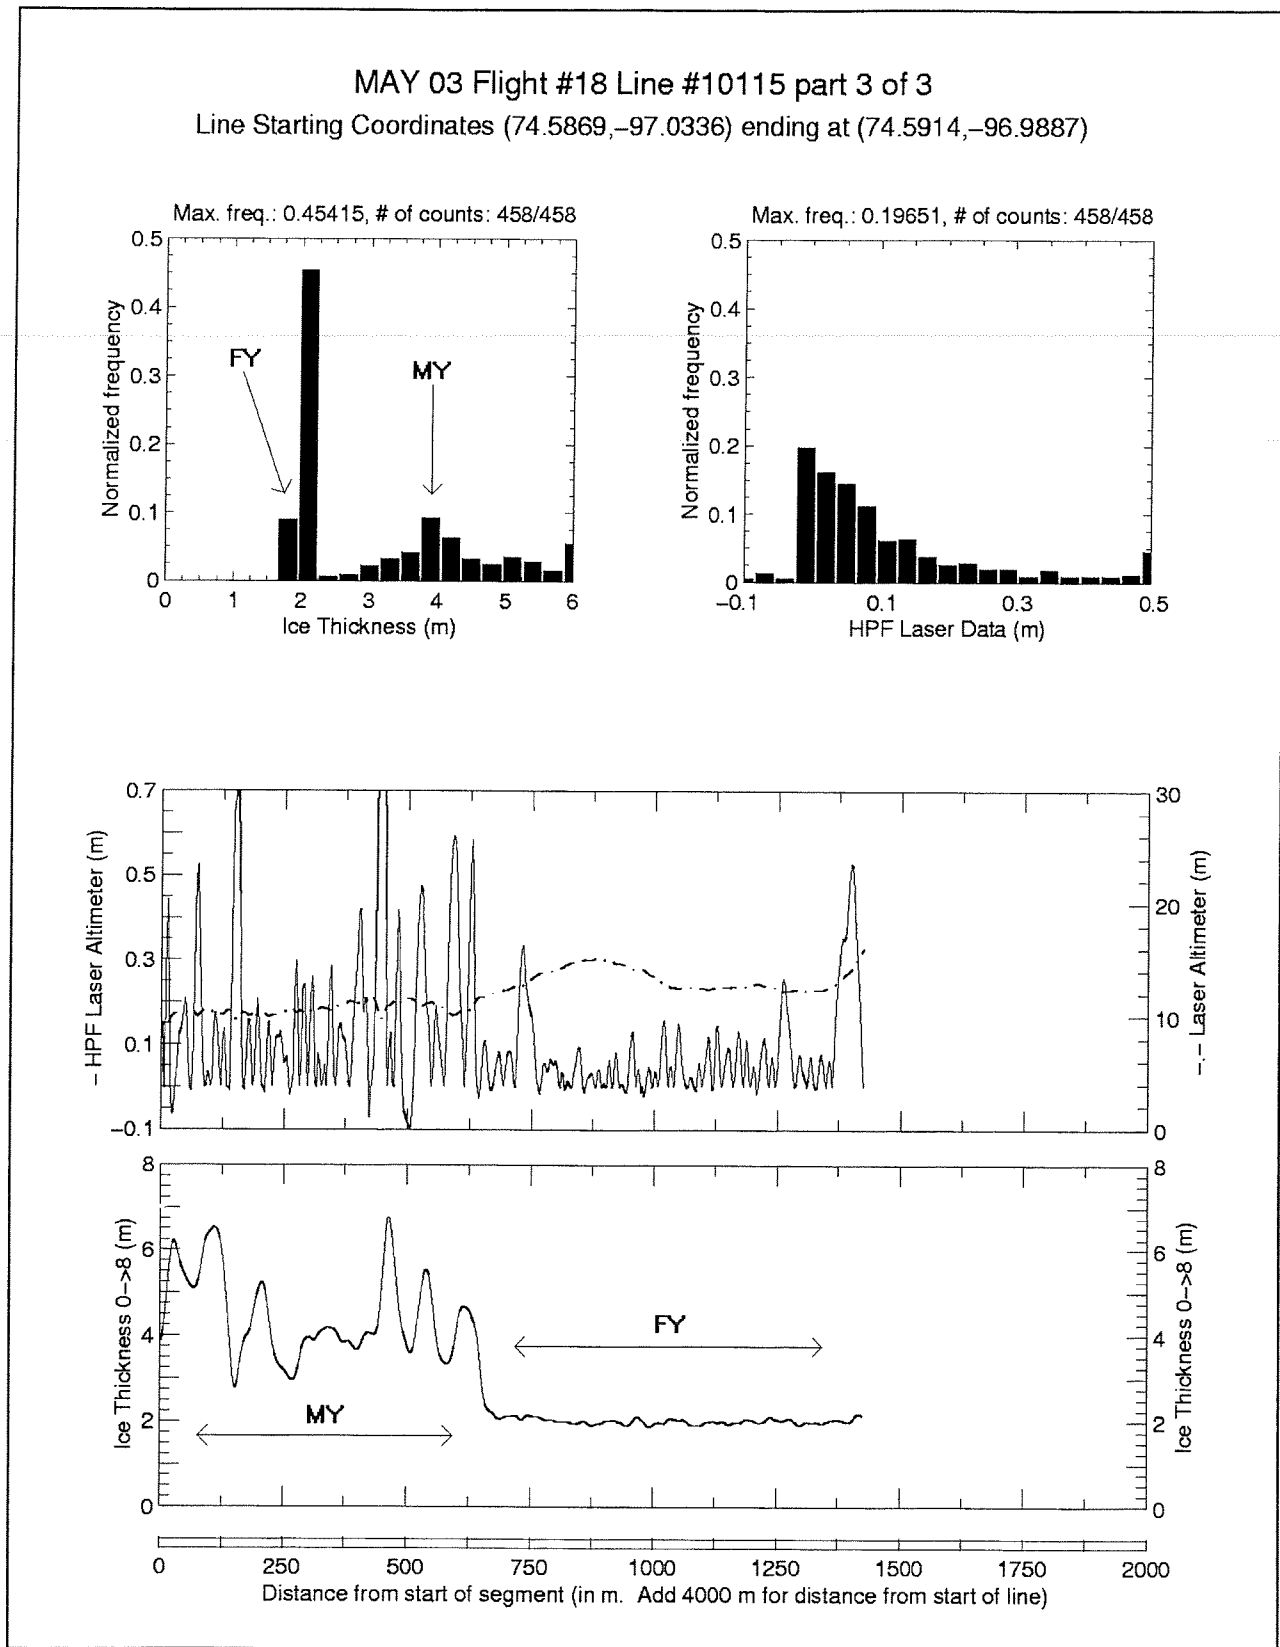 MAY 03 Flight #18 Line #10115 part 3 of 3
Line Starting Coordinates (74.5869,−97.0336) ending at (74.5914,−96.9887)
Max. freq.: 0.45415, # of counts: 458/458
Normalized frequency
0.5
0.4
0.3
0.2
0.1
0
FY
MY
0 1 2 3 4 5 6
Ice Thickness (m)
Max. freq.: 0.19651, # of counts: 458/458
Normalized frequency
0.5
0.4
0.3
0.2
0.1
0
−0.1 0.1 0.3 0.5
HPF Laser Data (m)
− HPF Laser Altimeter (m)
0.7
0.5
0.3
0.1
−0.1
30
20
10
0
−.− Laser Altimeter (m)
Ice Thickness 0−>8 (m)
8
6
4
2
0
MY
FY
8
6
4
2
0
Ice Thickness 0−>8 (m)
0 250 500 750 1000 1250 1500 1750 2000
Distance from start of segment (in m. Add 4000 m for distance from start of line)